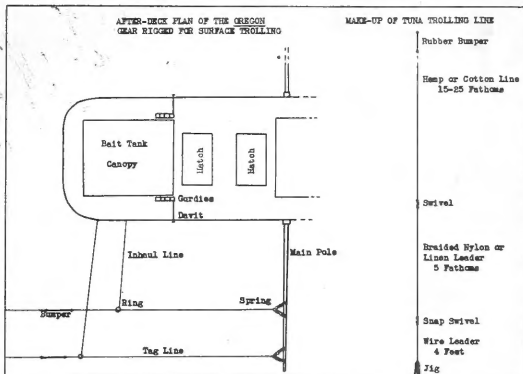 AFTER-DECK PLAN OF THE OREGON
GEAR RIGGED FOR SURFACE TROLLING
Bait Tank
Canopy
Hatch
Hatch
Gurdies
Davit
Inhaul Line
Main Pole
Ring
Spring
Bumper
Tag Line
MAKE-UP OF TUNA TROLLING LINE
Rubber Bumper
Hemp or Cotton Line
15-25 Fathoms
Swivel
Braided Nylon or
Linen Leader
5 Fathoms
Snap Swivel
Wire Leader
4 Feet
Jig